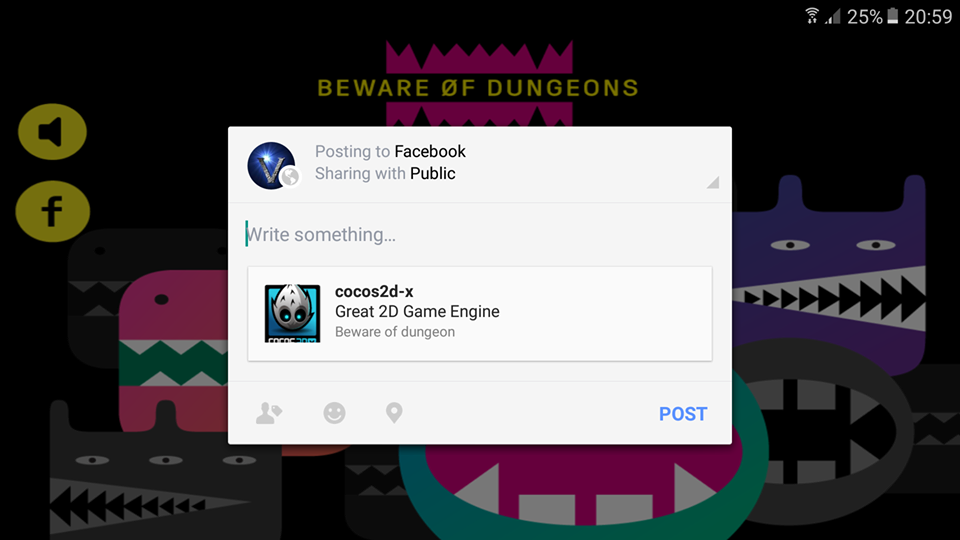 25% 20:59
BEWARE ØF DUNGEONS
Posting to Facebook
Sharing with Public
Write something...
cocos2d-x
Great 2D Game Engine
Beware of dungeon
POST